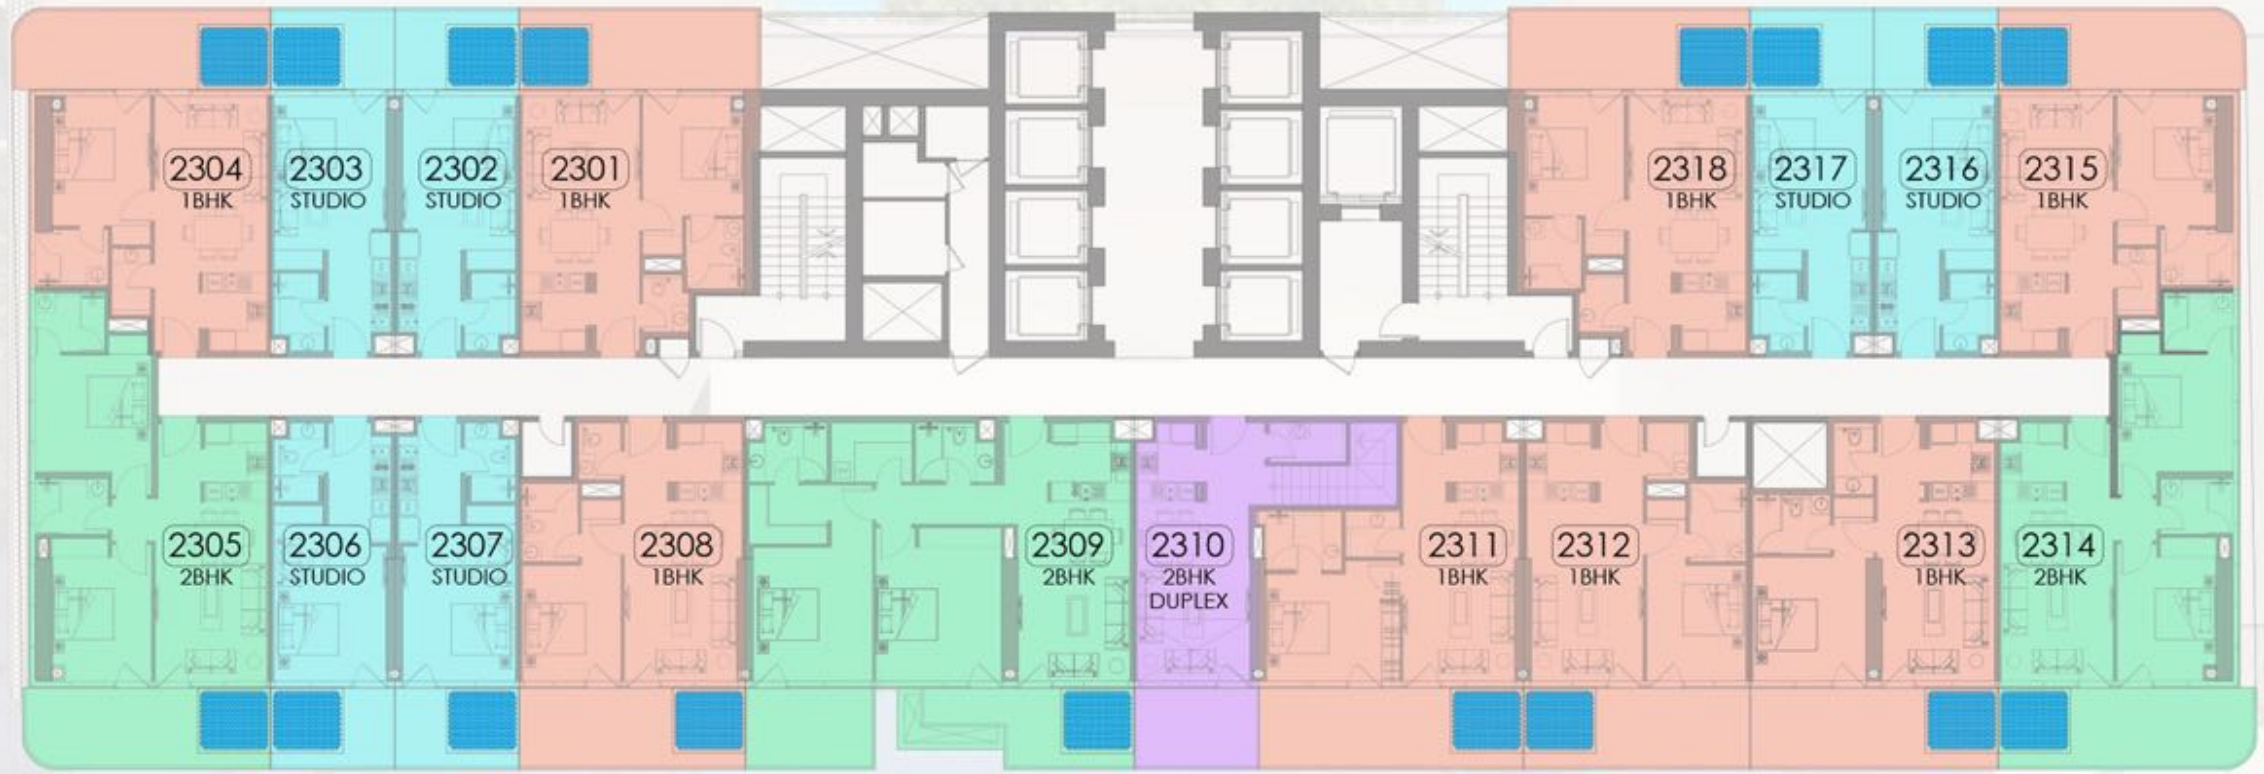 2304
1BHK
2303
STUDIO
2302
STUDIO
2301
1BHK
2318
1BHK
2317
STUDIO
2316
STUDIO
2315
1BHK
2305
2BHK
2306
STUDIO
2307
STUDIO
2308
1BHK
2309
2BHK
2310
2BHK
DUPLEX
2311
1BHK
2312
1BHK
2313
1BHK
2314
2BHK